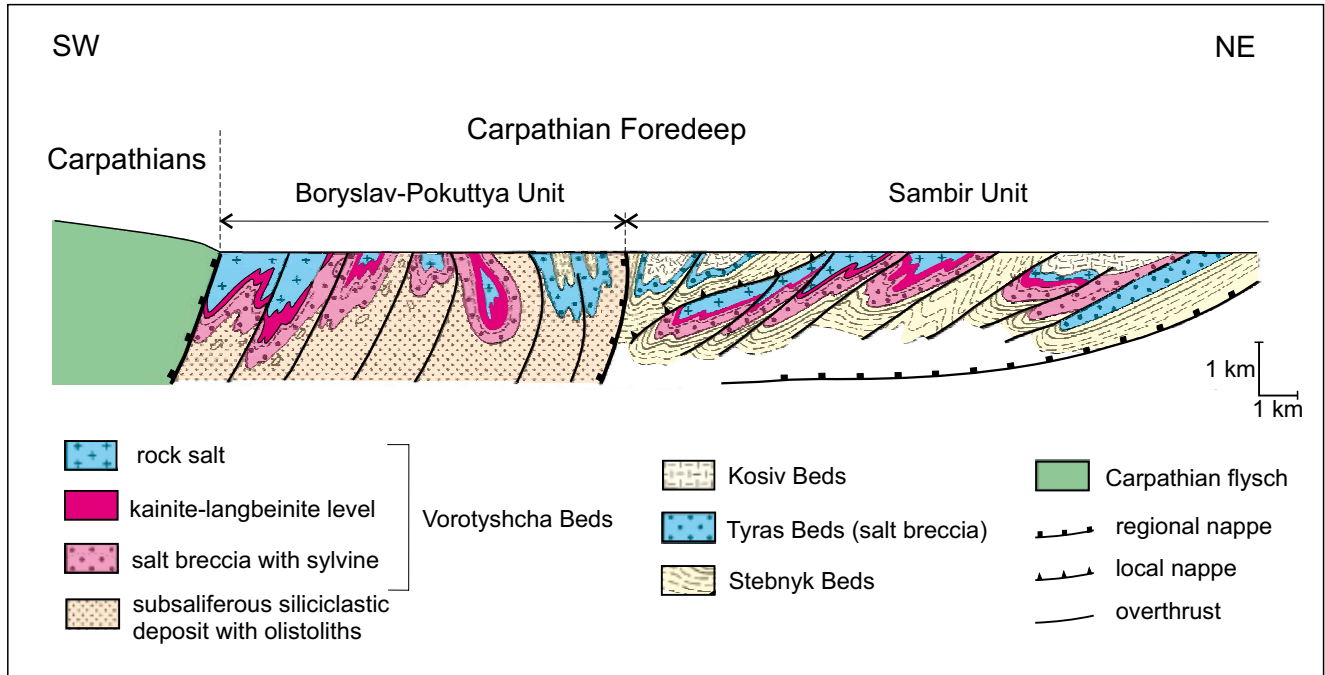 SW
NE
Carpathian Foredeep
Carpathians
Boryslav-Pokuttya Unit
Sambir Unit
1 km
1 km
rock salt
kainite-langbeinite level
salt breccia with sylvine
subsaliferous siliciclastic
deposit with olistoliths
Vorotyshcha Beds
Kosiv Beds
Tyras Beds (salt breccia)
Stebnyk Beds
Carpathian flysch
regional nappe
local nappe
overthrust